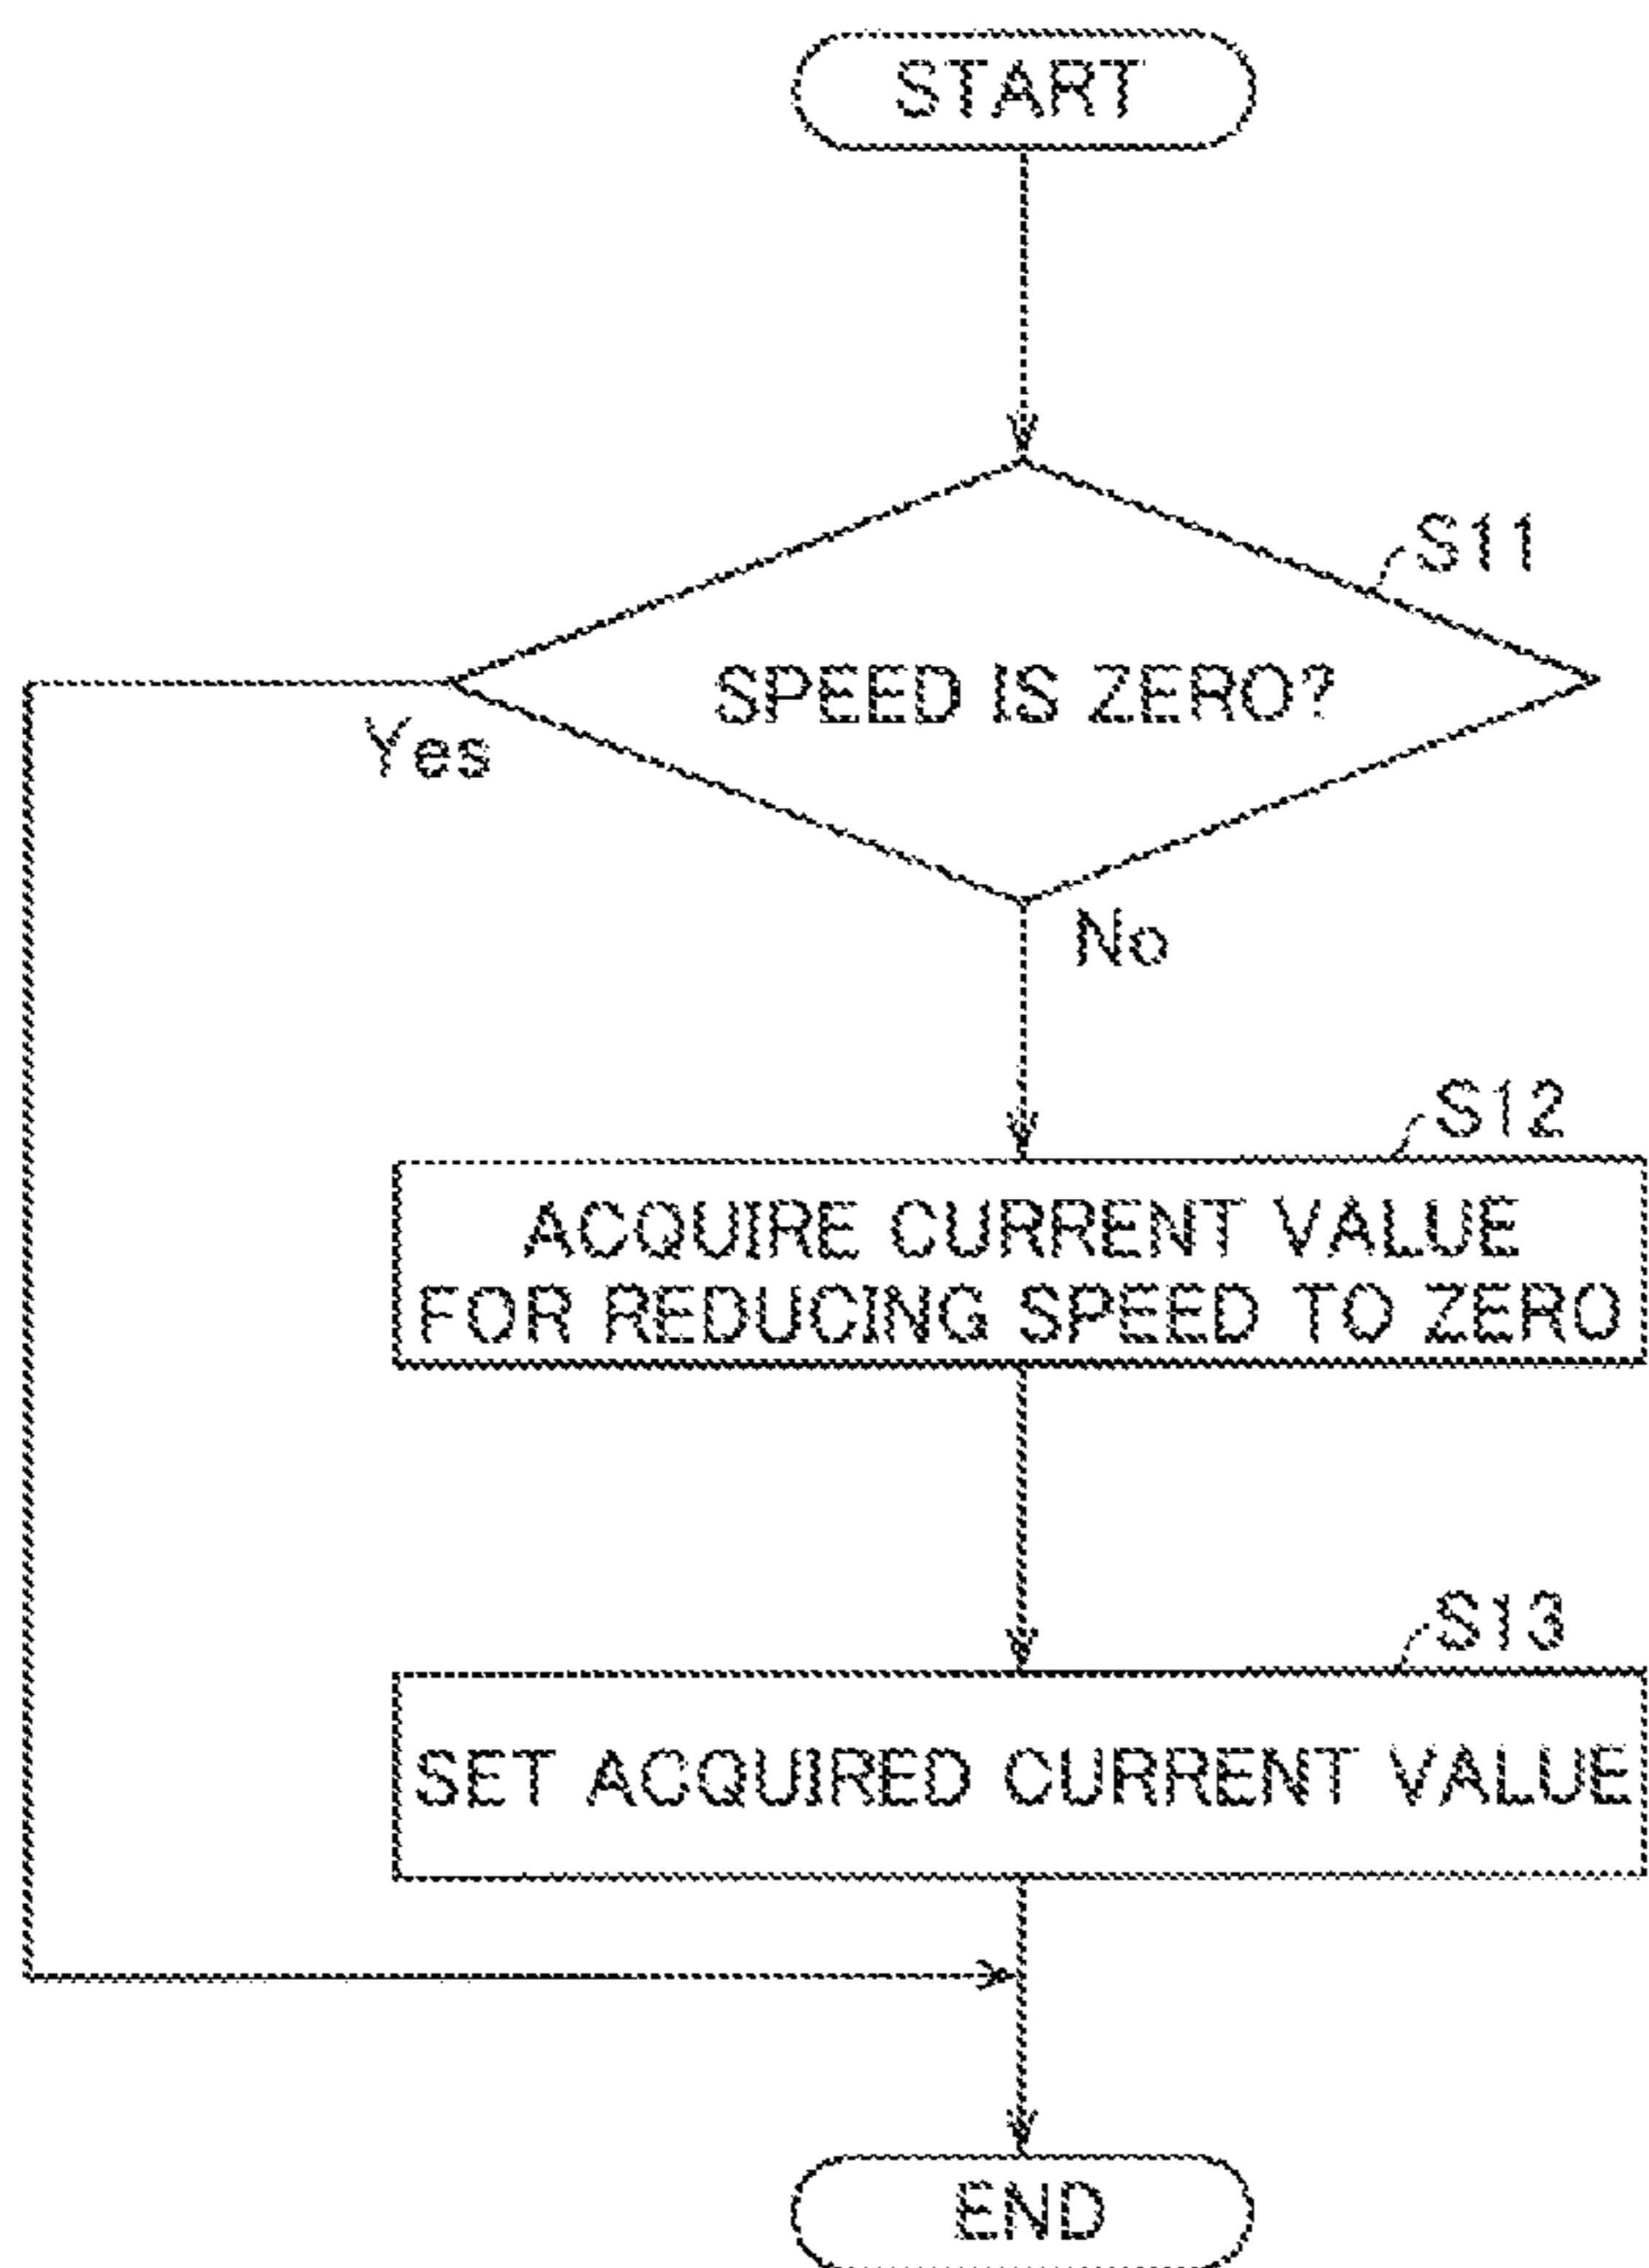 START
S11
SPEED IS ZERO?
Yes
No
S12
ACQUIRE CURRENT VALUE
FOR REDUCING SPEED TO ZERO
S13
SET ACQUIRED CURRENT VALUE
END